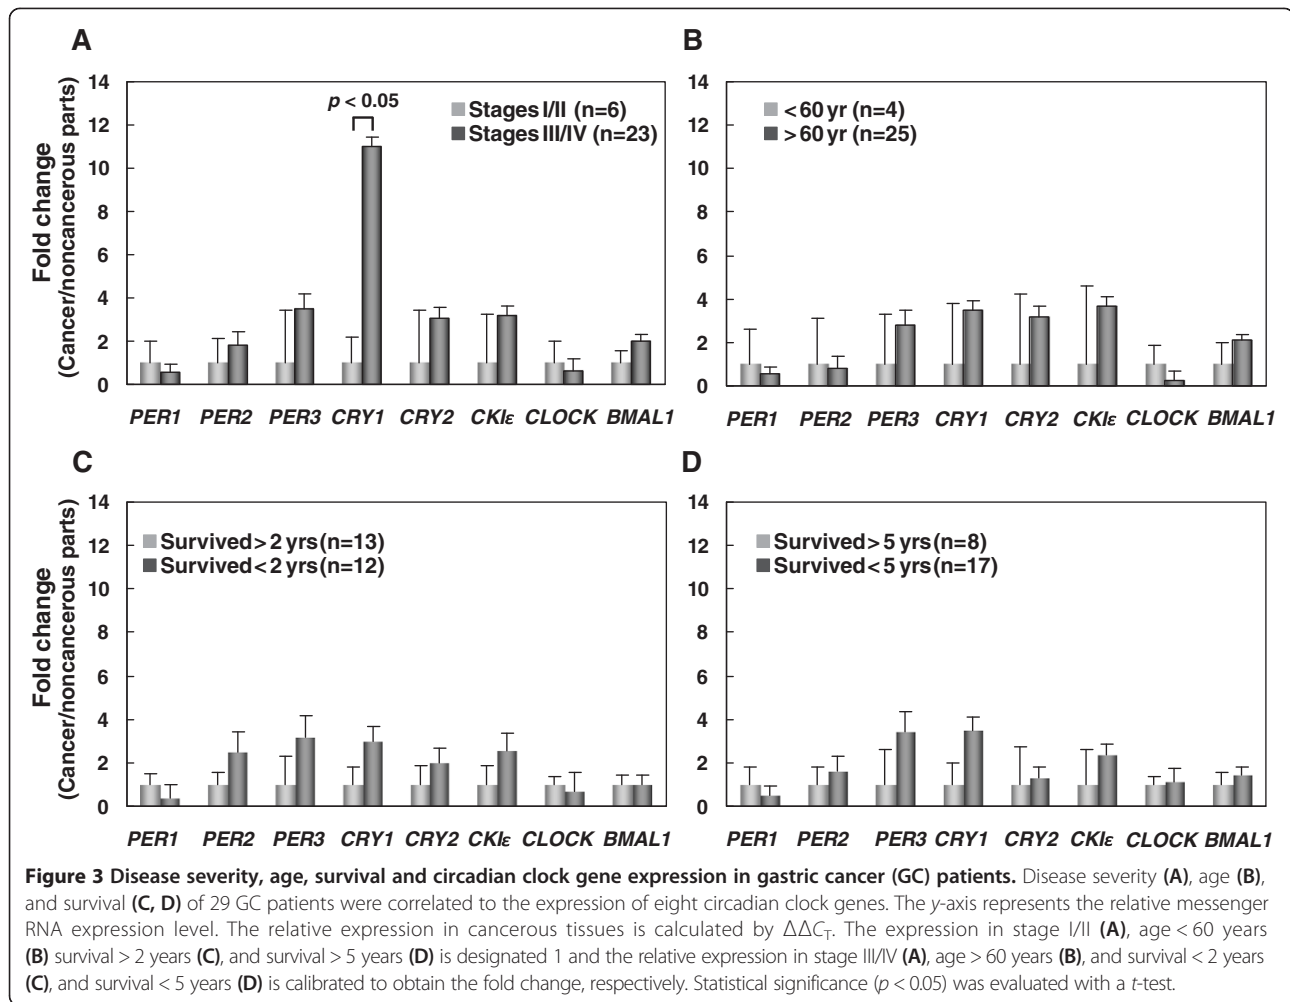 A
Fold change
(Cancer/noncancerous parts)
14
12
10
8
6
4
2
0
p < 0.05
Stages I/II (n=6)
Stages III/IV (n=23)
PER1 PER2 PER3 CRY1 CRY2 CKIε CLOCK BMAL1
B
14
12
10
8
6
4
2
0
< 60 yr (n=4)
> 60 yr (n=25)
PER1 PER2 PER3 CRY1 CRY2 CKIε CLOCK BMAL1
C
Fold change
(Cancer/noncancerous parts)
14
12
10
8
6
4
2
0
Survived > 2 yrs (n=13)
Survived < 2 yrs (n=12)
PER1 PER2 PER3 CRY1 CRY2 CKIε CLOCK BMAL1
D
14
12
10
8
6
4
2
0
Survived > 5 yrs (n=8)
Survived < 5 yrs (n=17)
PER1 PER2 PER3 CRY1 CRY2 CKIε CLOCK BMAL1
Figure 3 Disease severity, age, survival and circadian clock gene expression in gastric cancer (GC) patients. Disease severity (A), age (B),
and survival (C, D) of 29 GC patients were correlated to the expression of eight circadian clock genes. The y-axis represents the relative messenger
RNA expression level. The relative expression in cancerous tissues is calculated by ΔΔCT. The expression in stage I/II (A), age < 60 years
(B) survival > 2 years (C), and survival > 5 years (D) is designated 1 and the relative expression in stage III/IV (A), age > 60 years (B), and survival < 2 years
(C), and survival < 5 years (D) is calibrated to obtain the fold change, respectively. Statistical significance (p < 0.05) was evaluated with a t-test.